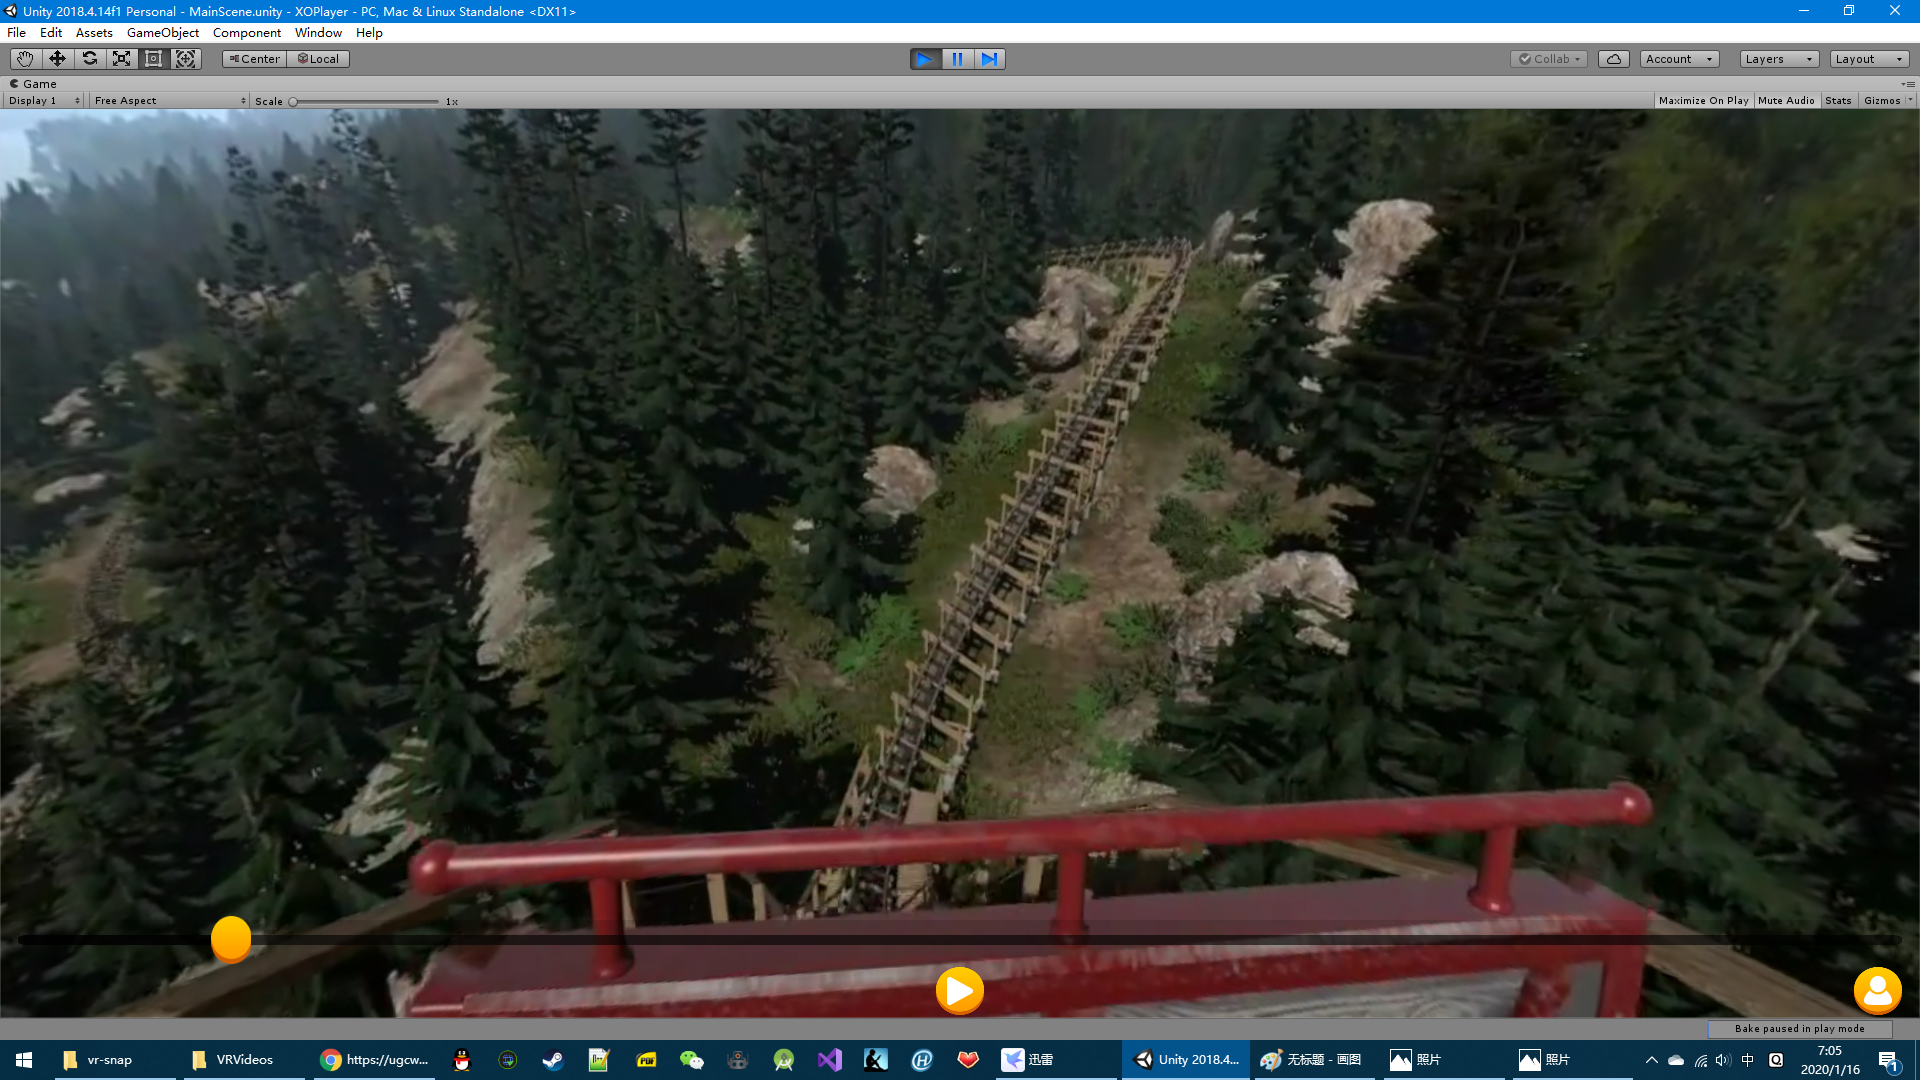 Unity 2018.4.14f1 Personal - MainScene.unity - XOPlayer - PC, Mac & Linux Standalone <DX11>
File Edit Assets GameObject Component Window Help
Center Local Collab Account Layers Layout
Game
Display 1 Free Aspect Scale 1x Maximize On Play Mute Audio Stats Gizmos
Bake paused in play mode
vr-snap VRVideos https://ugcw... PDF 迅雷 Unity 2018.4... 无标题 - 画图 照片 照片 中
7:05
2020/1/16
1